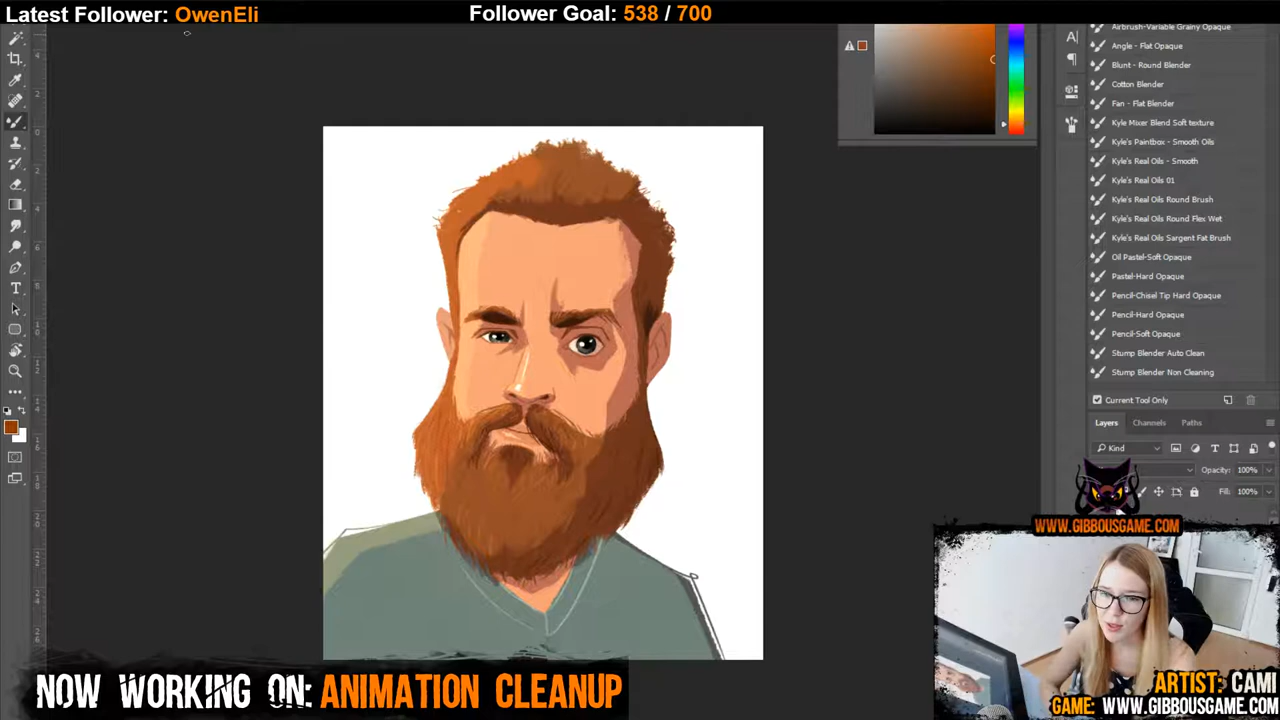 Latest Follower: OwenEli
Follower Goal: 538 / 700
Airbrush-Variable Grainy Opaque
Angle - Flat Opaque
Blunt - Round Blender
Cotton Blender
Fan - Flat Blender
Kyle Mixer Blend Soft texture
Kyle's Paintbox - Smooth Oils
Kyle's Real Oils - Smooth
Kyle's Real Oils 01
Kyle's Real Oils Round Brush
Kyle's Real Oils Round Flex Wet
Kyle's Real Oils Sargent Fat Brush
Oil Pastel-Soft Opaque
Pastel-Hard Opaque
Pencil-Chisel Tip Hard Opaque
Pencil-Hard Opaque
Pencil-Soft Opaque
Stump Blender Auto Clean
Stump Blender Non Cleaning
Current Tool Only
Layers Channels Paths
Kind
Opacity: 100%
Fill: 100%
WWW.GIBBOUSGAME.COM
NOW WORKING ON: ANIMATION CLEANUP
ARTIST: CAMI
GAME: WWW.GIBBOUSGAME.COM